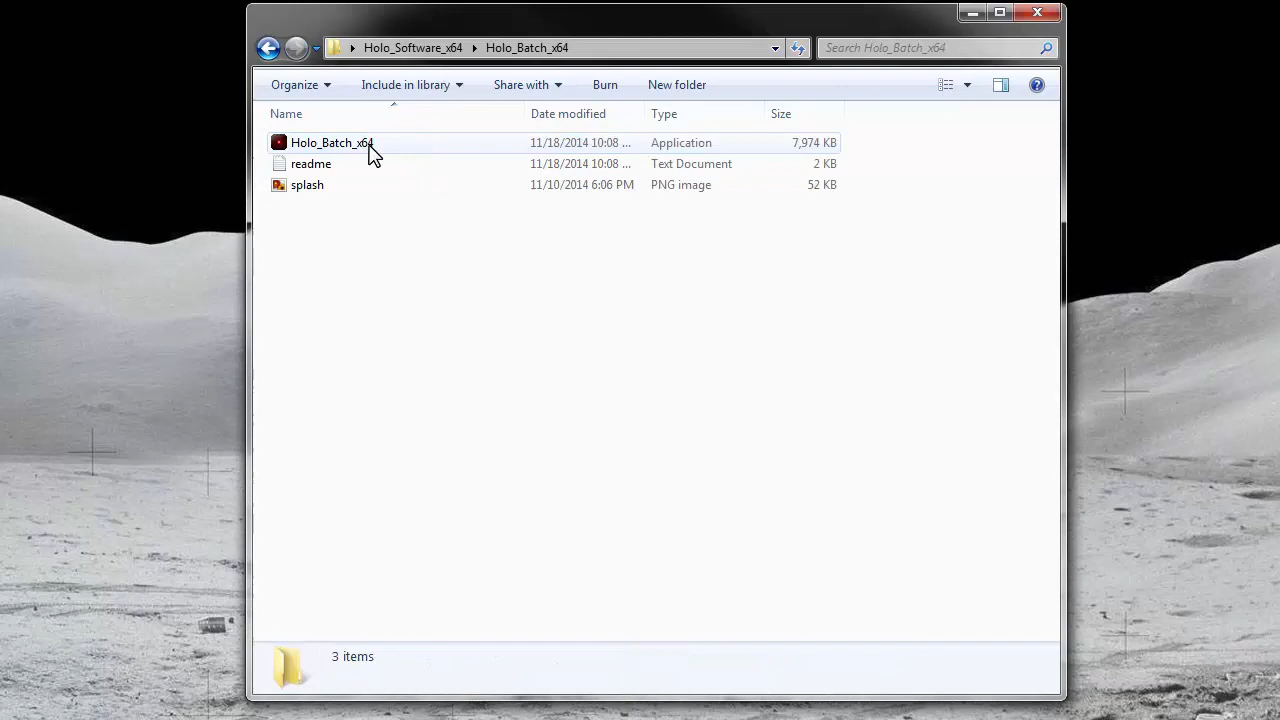 Holo_Software_x64 Holo_Batch_x64 Search Holo_Batch_x64
Organize Include in library Share with Burn New folder
Name Date modified Type Size
Holo_Batch_x64 11/18/2014 10:08 ... Application 7,974 KB
readme 11/18/2014 10:08 ... Text Document 2 KB
splash 11/10/2014 6:06 PM PNG image 52 KB
3 items